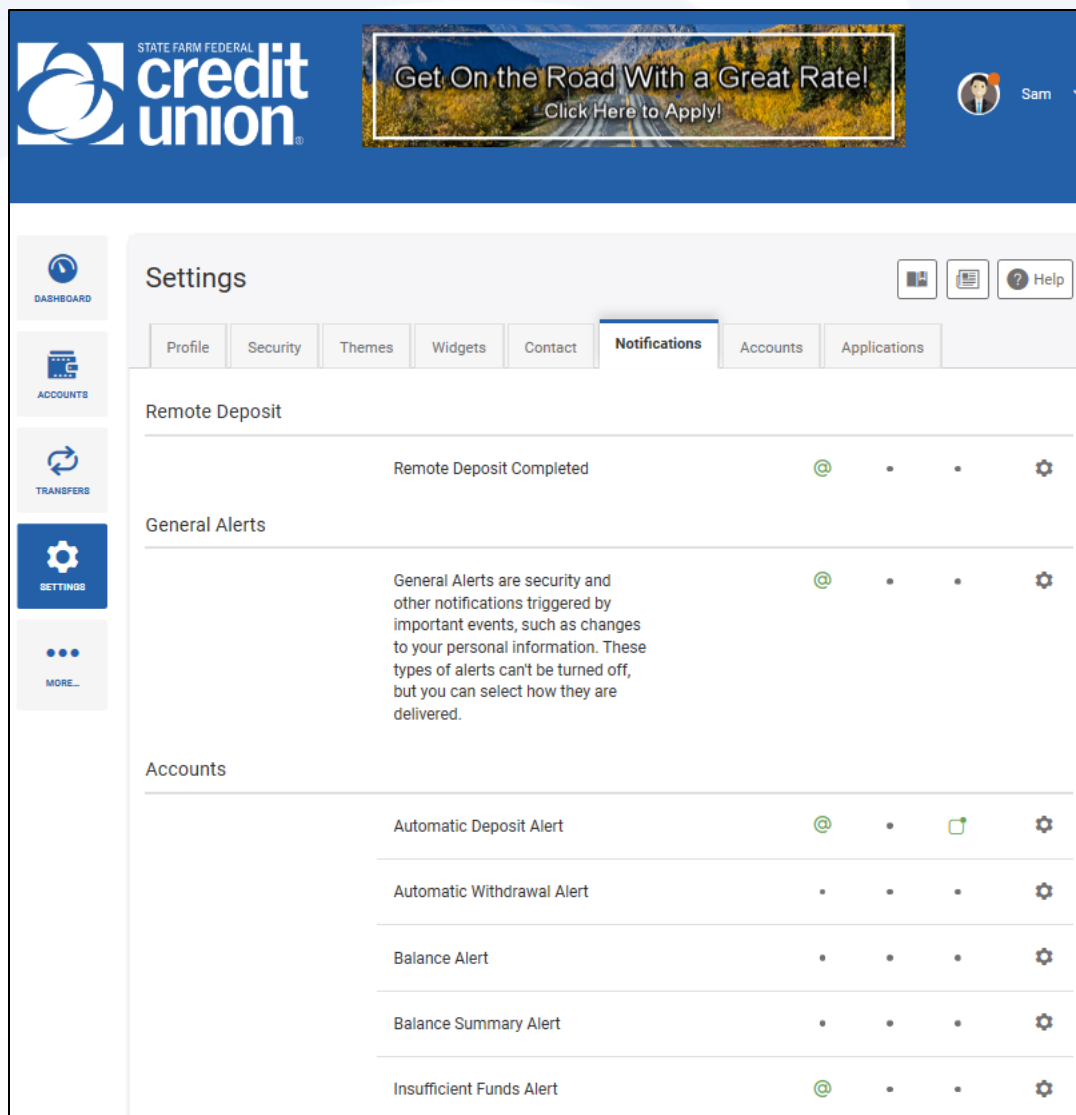 STATE FARM FEDERAL
credit
union®
Get On the Road With a Great Rate!
Click Here to Apply!
Sam
DASHBOARD
ACCOUNTS
TRANSFERS
SETTINGS
MORE...
Settings
Help
Profile
Security
Themes
Widgets
Contact
Notifications
Accounts
Applications
Remote Deposit
Remote Deposit Completed
@
General Alerts
General Alerts are security and
other notifications triggered by
important events, such as changes
to your personal information. These
types of alerts can't be turned off,
but you can select how they are
delivered.
@
Accounts
Automatic Deposit Alert
@
Automatic Withdrawal Alert
Balance Alert
Balance Summary Alert
Insufficient Funds Alert
@